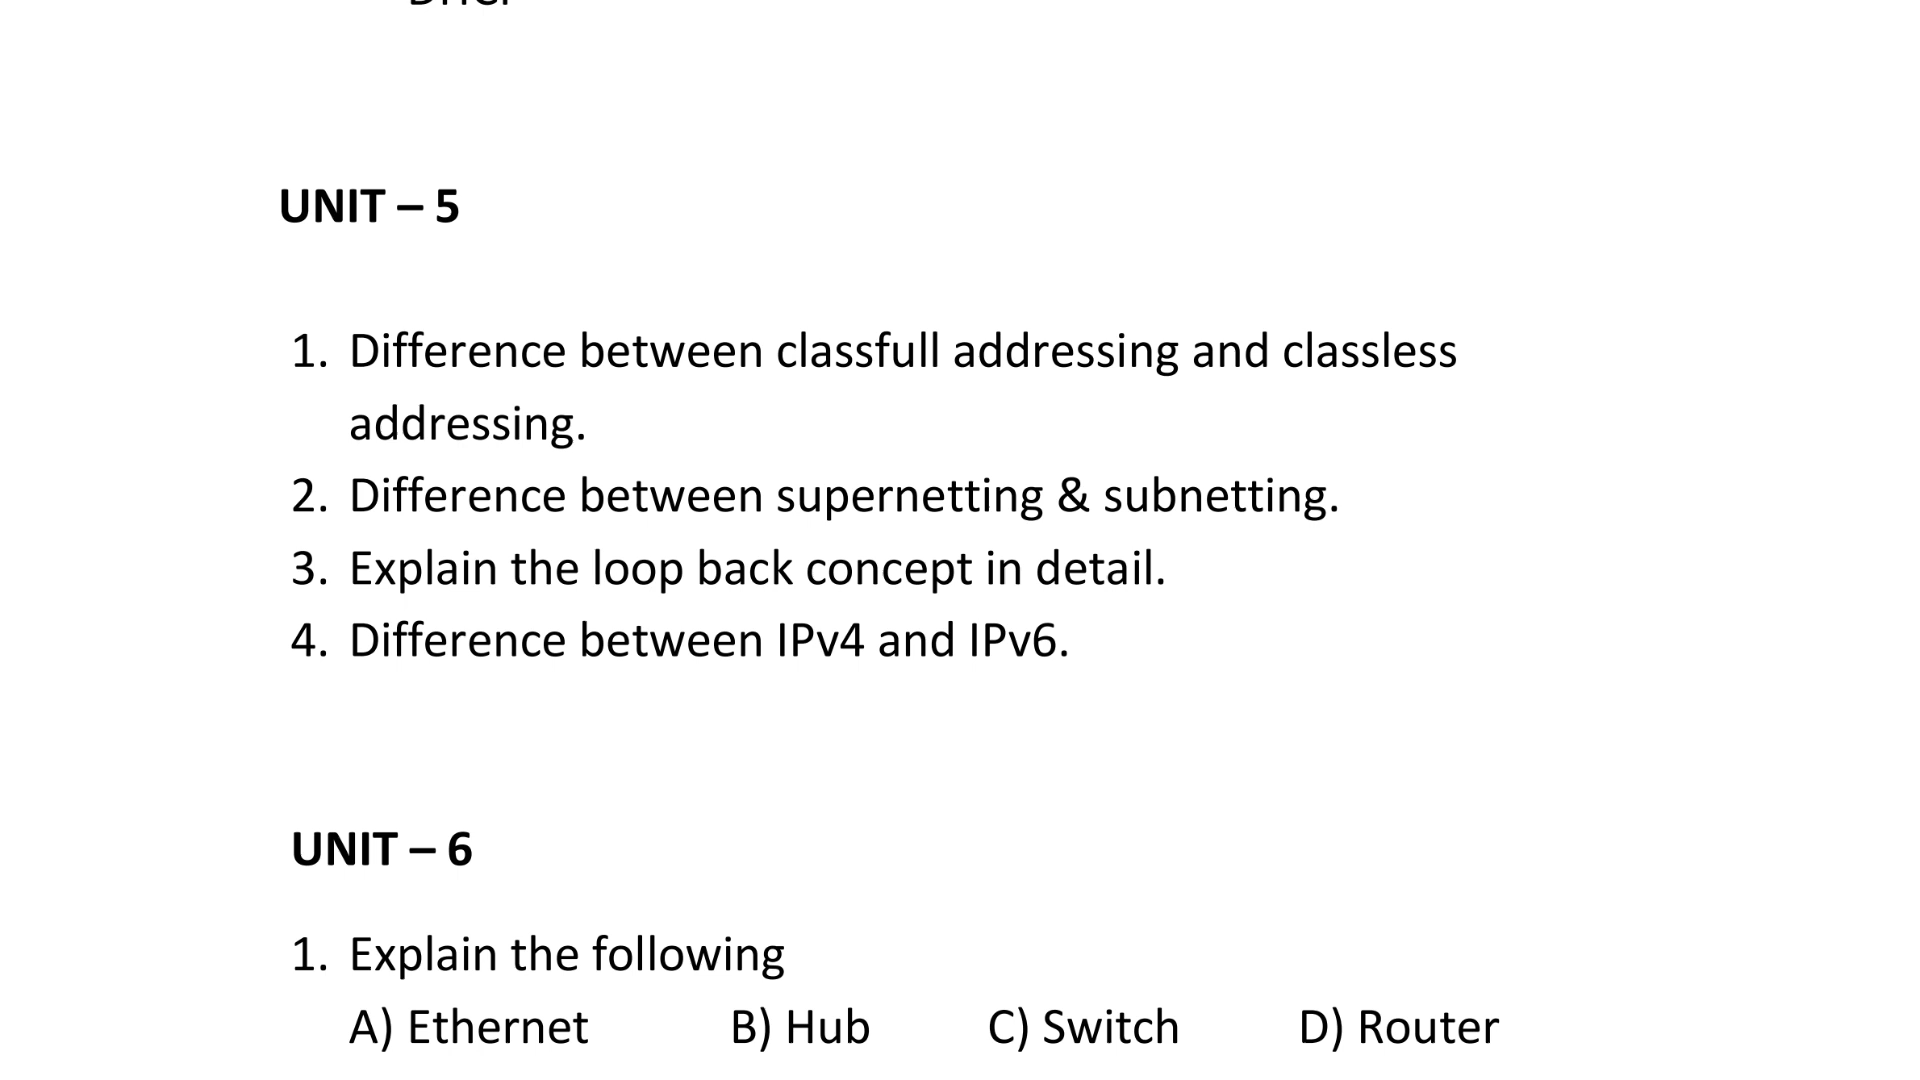 UNIT – 5
1. Difference between classfull addressing and classless
addressing.
2. Difference between supernetting & subnetting.
3. Explain the loop back concept in detail.
4. Difference between IPv4 and IPv6.
UNIT – 6
1. Explain the following
A) Ethernet B) Hub C) Switch D) Router